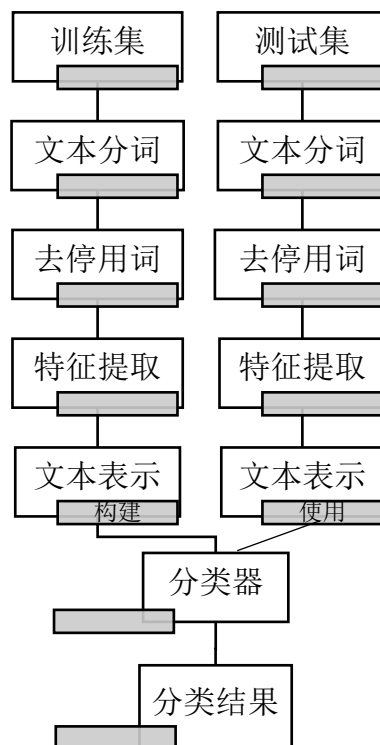 训练集 测试集
文本分词 文本分词
去停用词 去停用词
特征提取 特征提取
文本表示 文本表示
构建 使用
分类器
分类结果